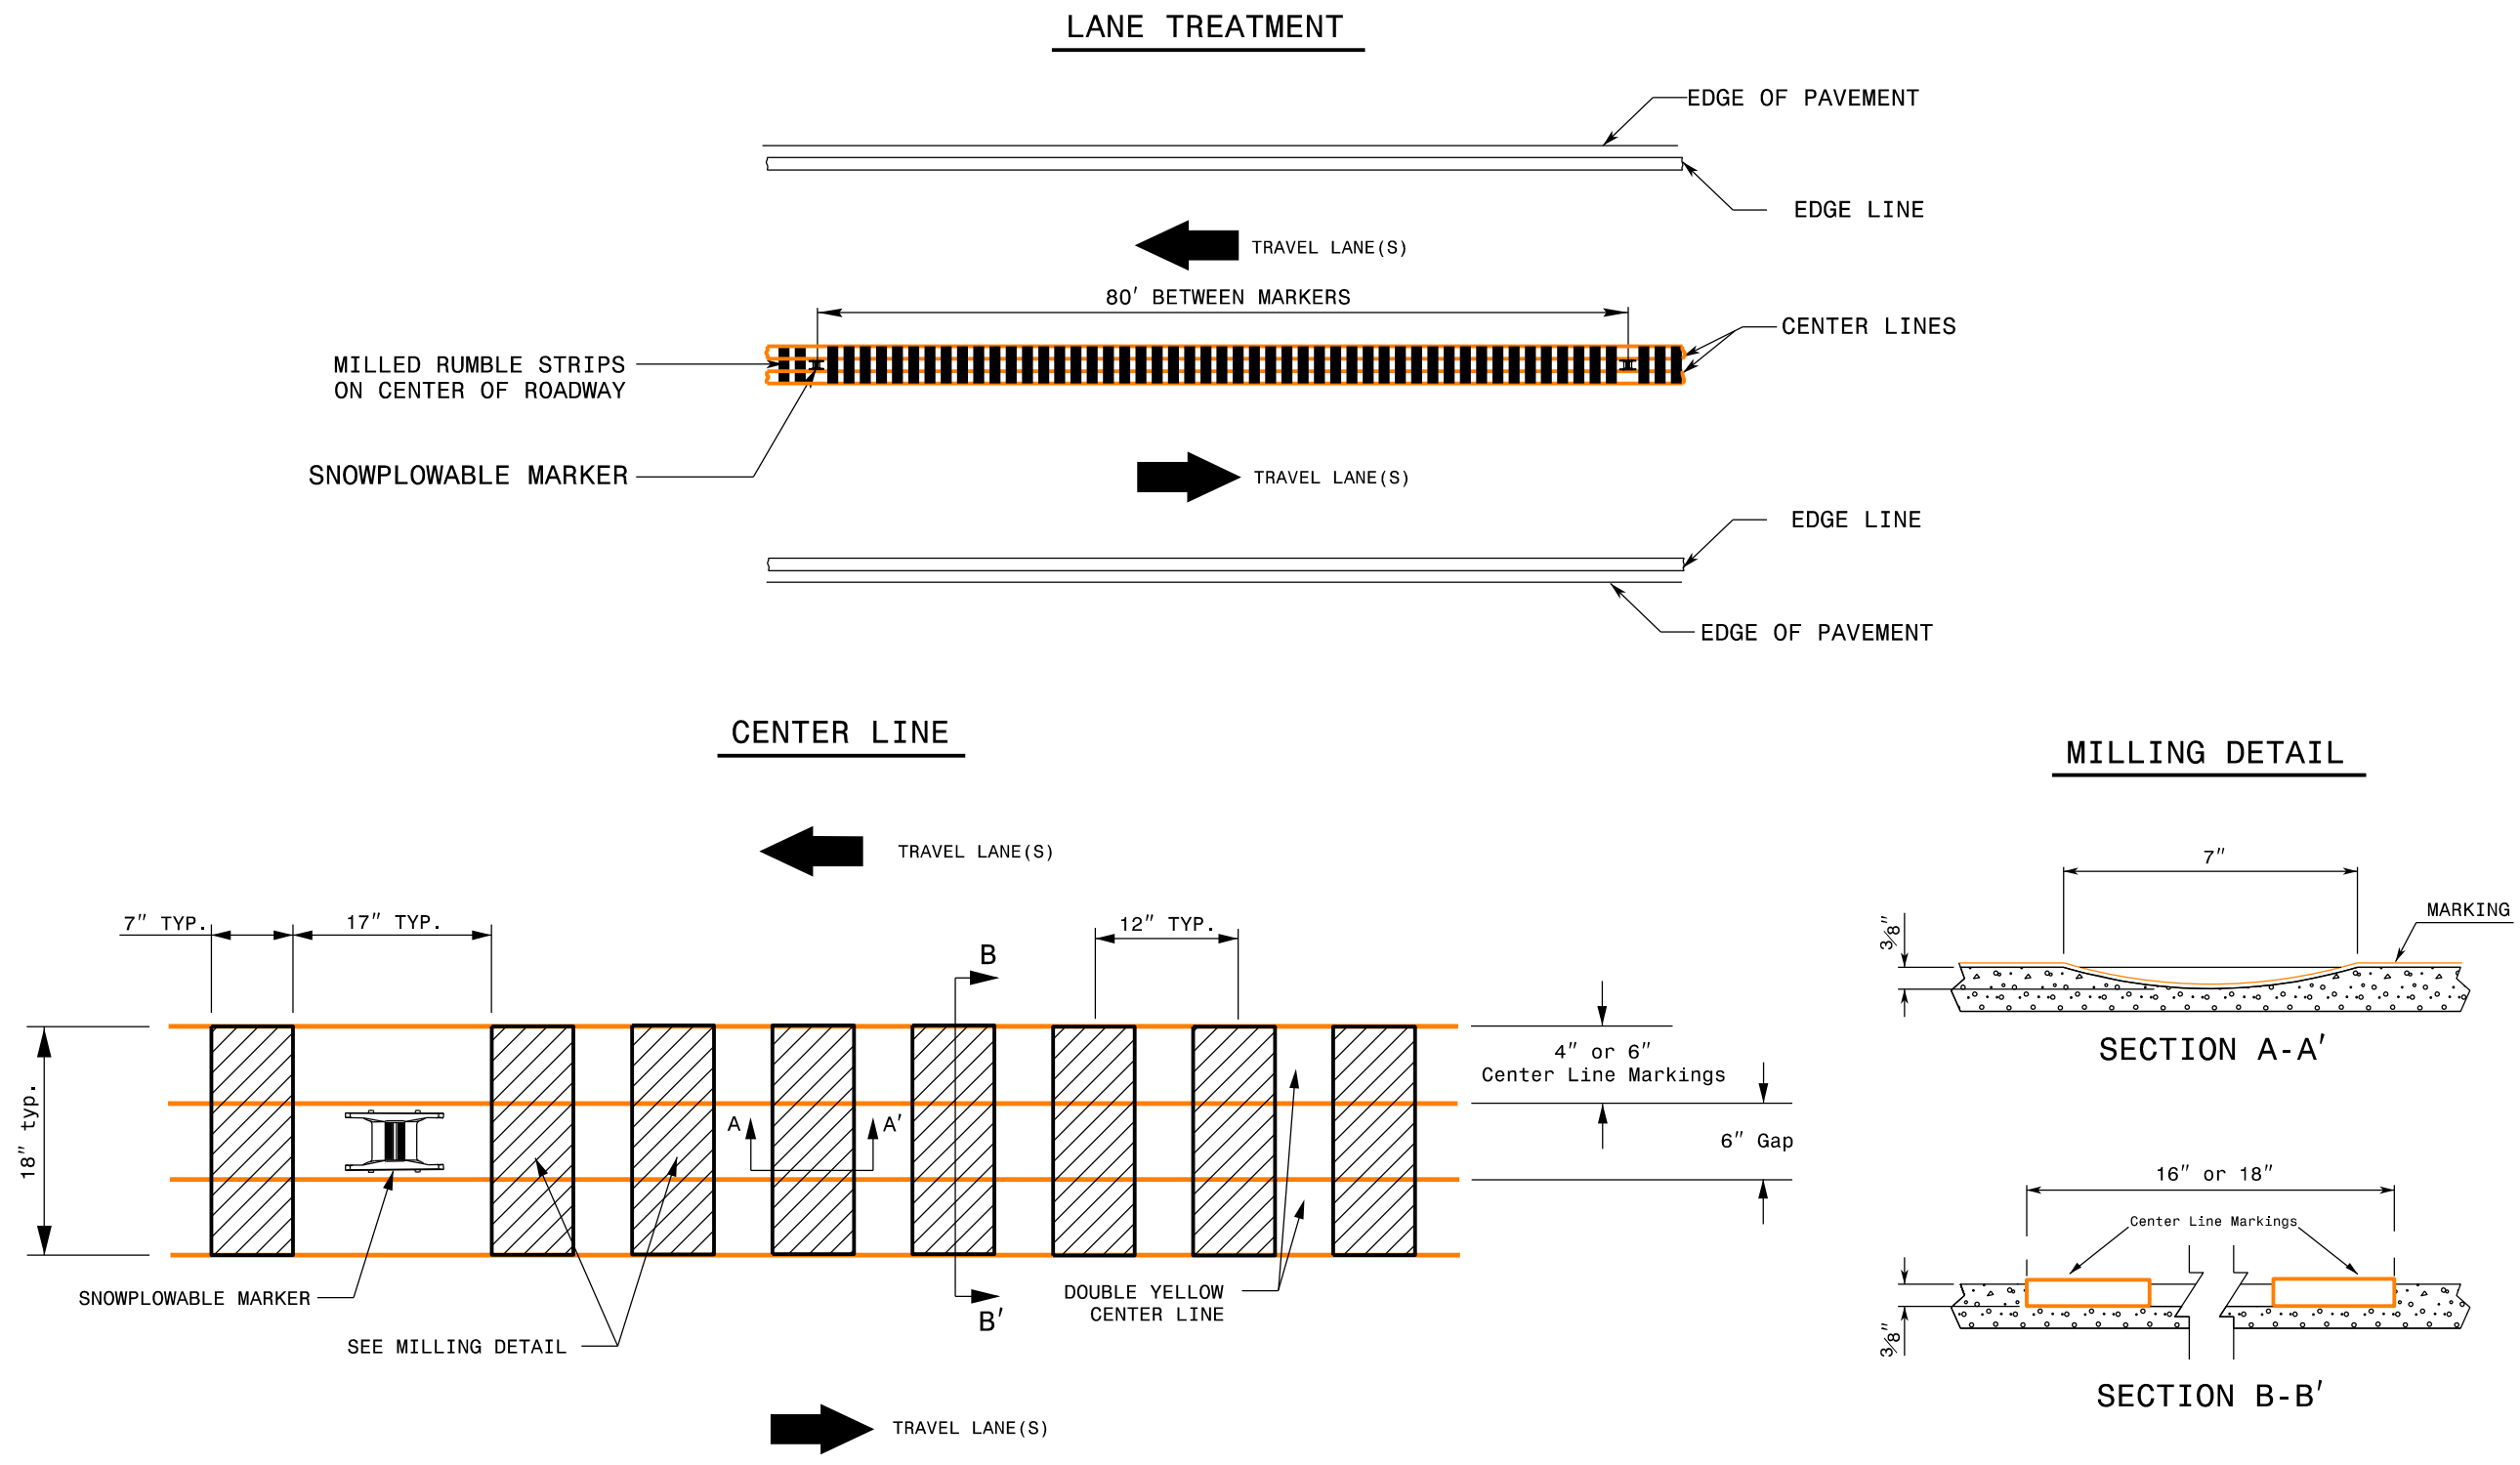 LANE TREATMENT
EDGE OF PAVEMENT
EDGE LINE
TRAVEL LANE(S)
80' BETWEEN MARKERS
CENTER LINES
MILLED RUMBLE STRIPS
ON CENTER OF ROADWAY
SNOWPLOWABLE MARKER
TRAVEL LANE(S)
EDGE LINE
EDGE OF PAVEMENT
CENTER LINE
TRAVEL LANE(S)
7" TYP.
17" TYP.
12" TYP.
B
18" typ.
A
A'
4" or 6"
Center Line Markings
6" Gap
SNOWPLOWABLE MARKER
SEE MILLING DETAIL
DOUBLE YELLOW
CENTER LINE
B'
TRAVEL LANE(S)
MILLING DETAIL
7"
MARKING
3/8"
SECTION A-A'
16" or 18"
Center Line Markings
3/8"
SECTION B-B'